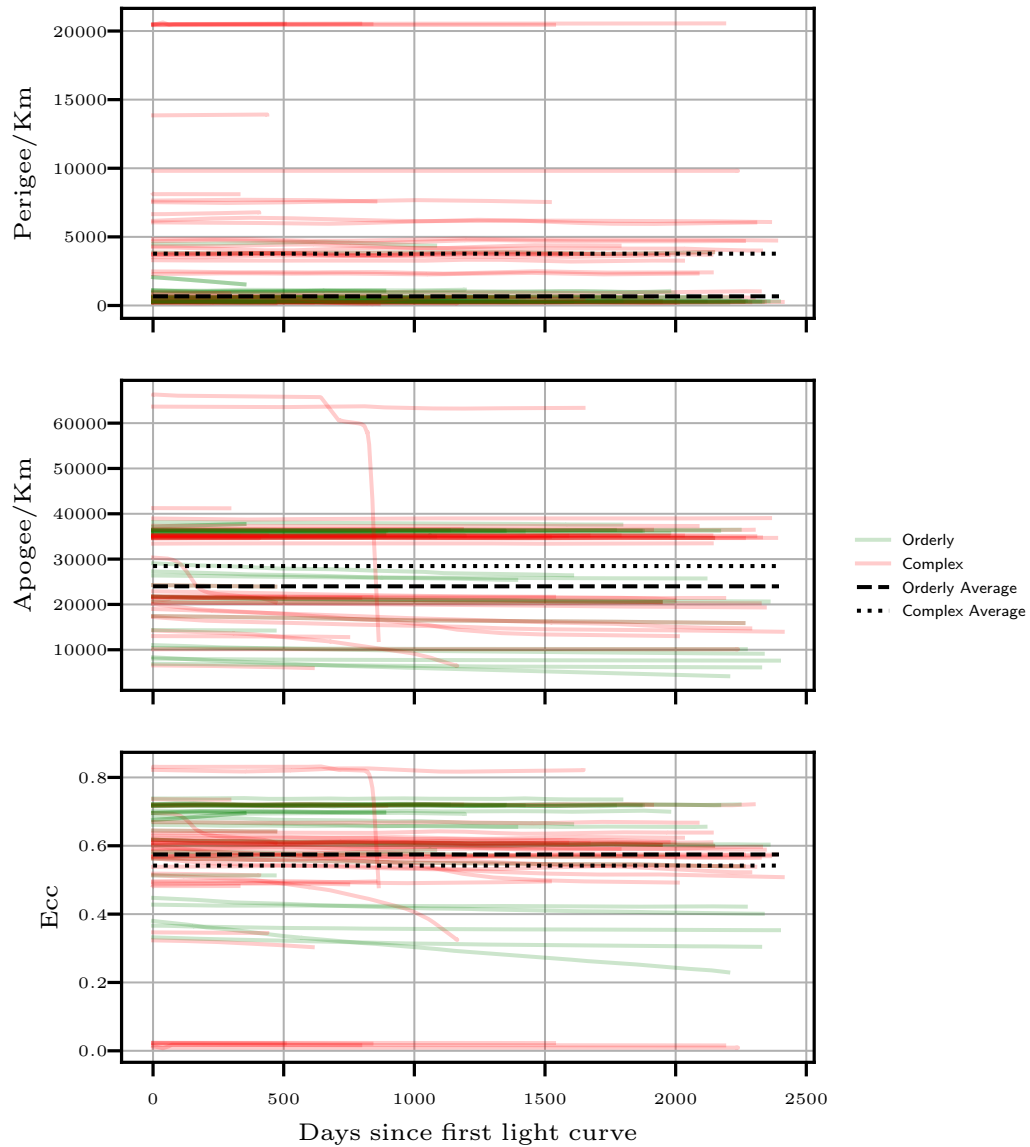 20000
15000
10000
5000
0
Perigee/Km
60000
50000
40000
30000
20000
10000
Apogee/Km
Orderly
Complex
Orderly Average
Complex Average
0.8
0.6
0.4
0.2
0.0
Ecc
0 500 1000 1500 2000 2500
Days since first light curve